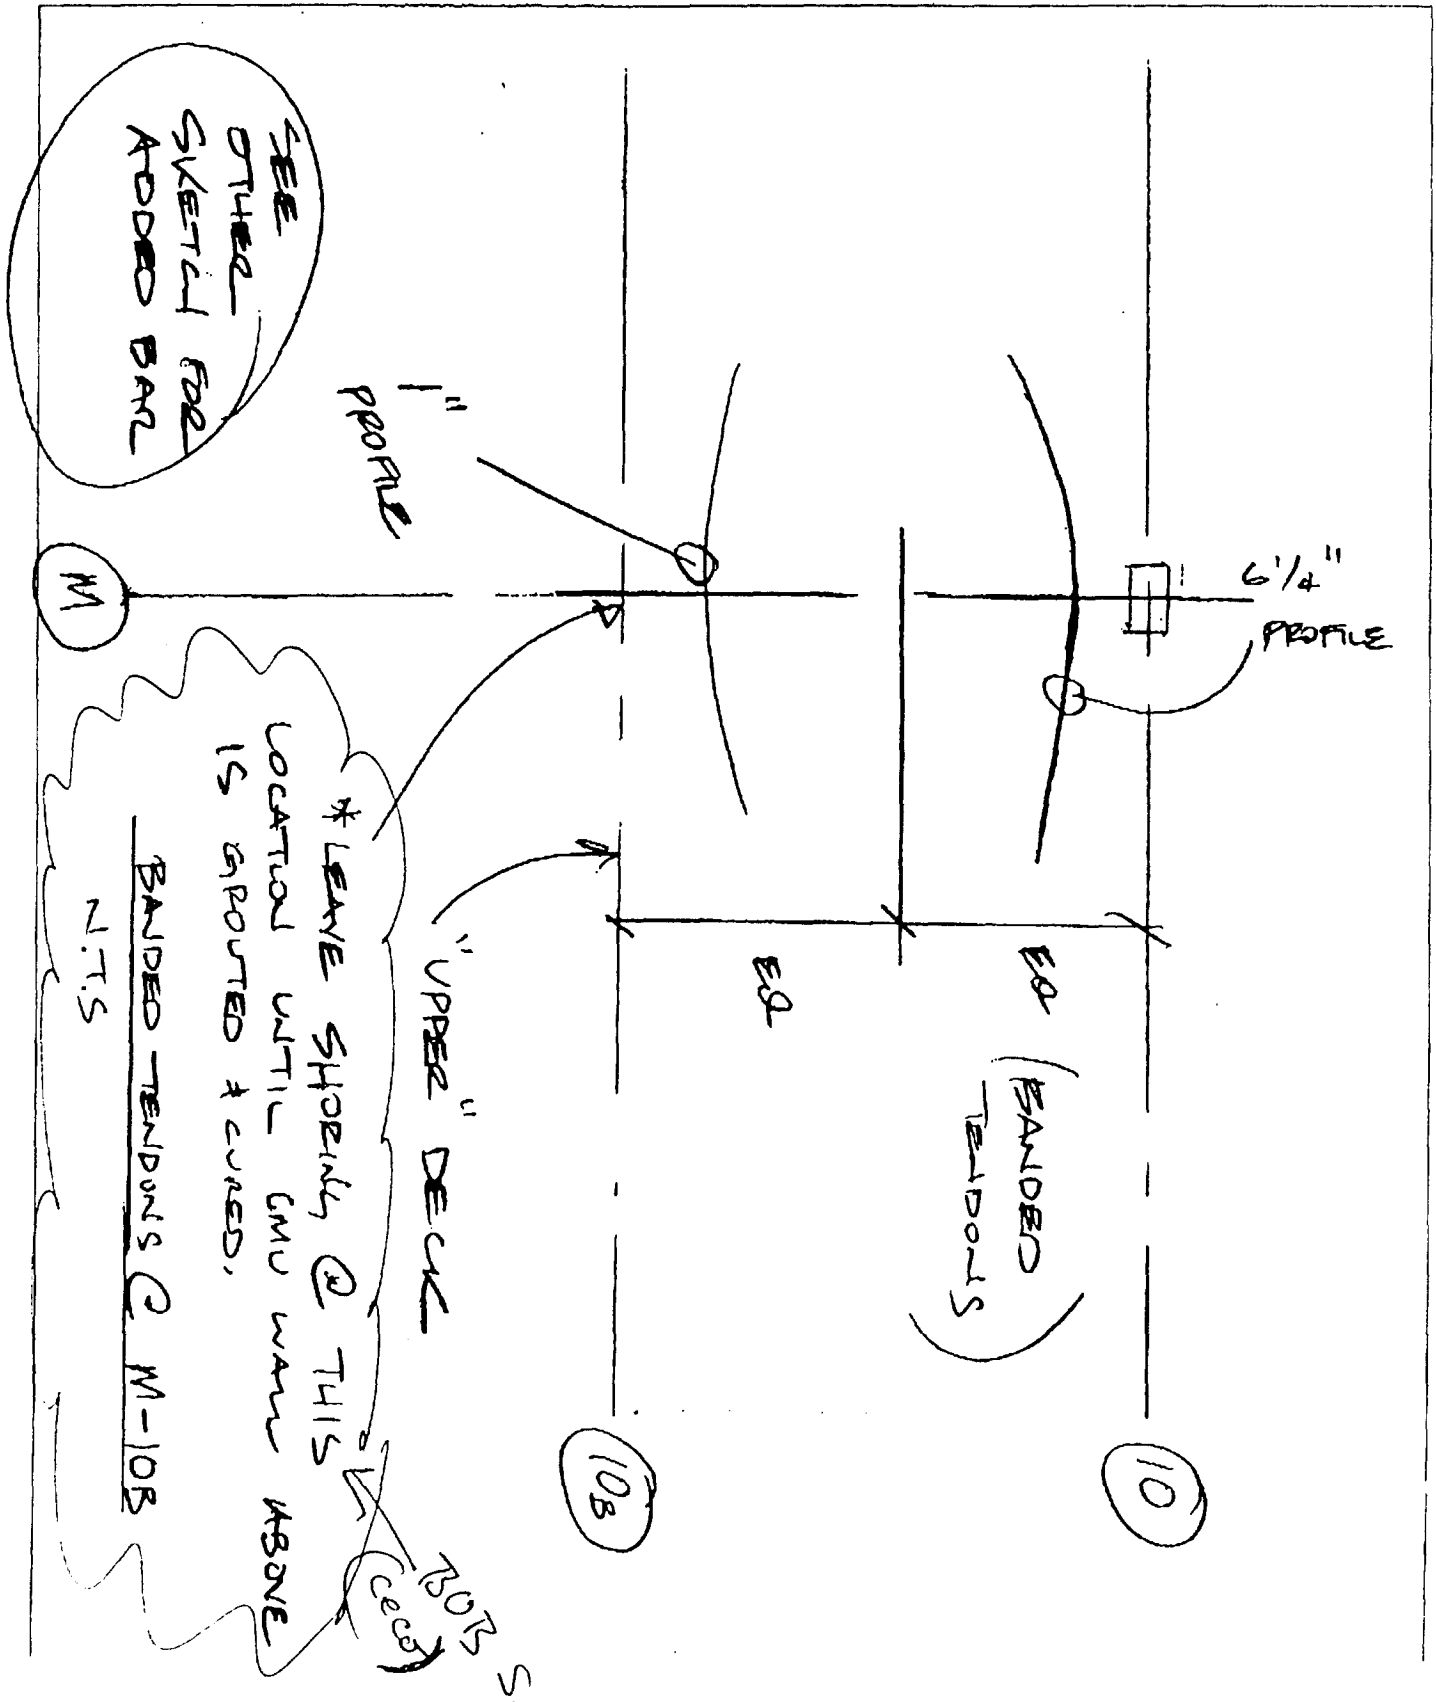 6 1/4"
PROFILE
10
EQ
(BANDED
TENDONS)
EQ
10B
1"
PROFILE
"UPPER" DECK
BOB S
(CECO)
* LEAVE SHORING @ THIS
LOCATION UNTIL CMU WALL ABOVE
IS GROUTED & CURED.
SEE
OTHER
SKETCH FOR
ADDED BAR
M
BANDED TENDONS @ M-10B
N.T.S